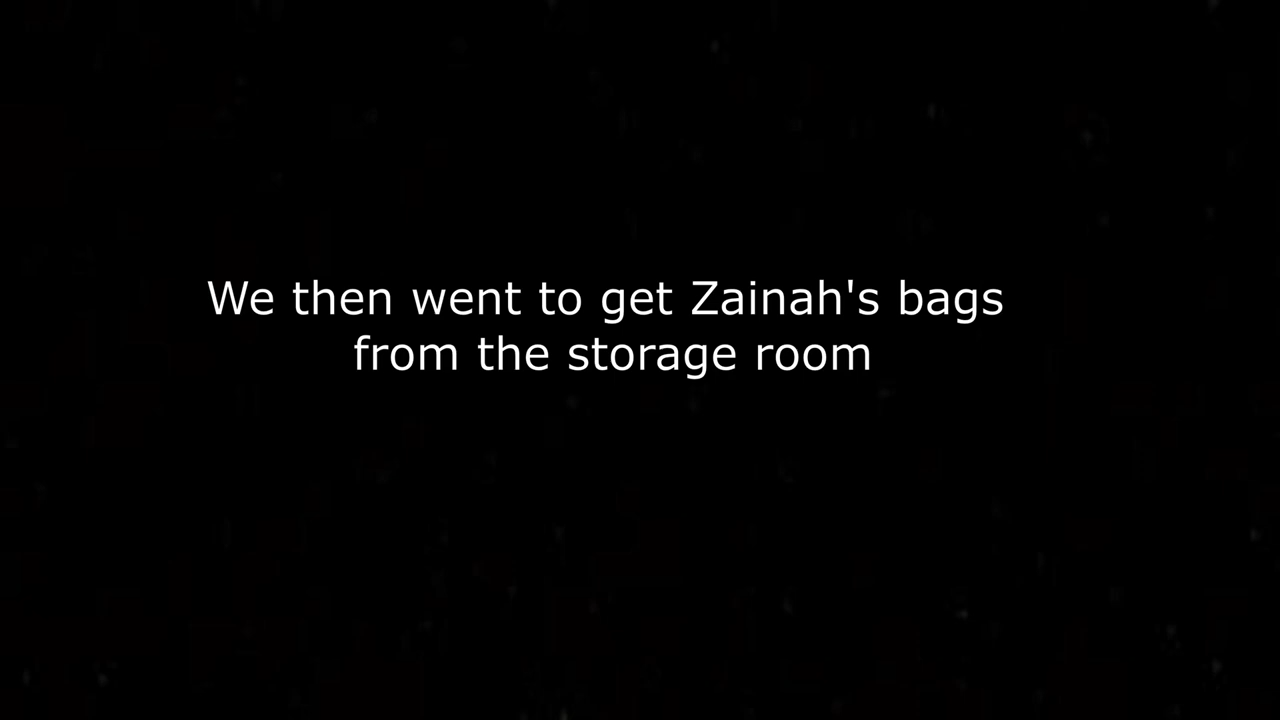 We then went to get Zainah's bags
from the storage room